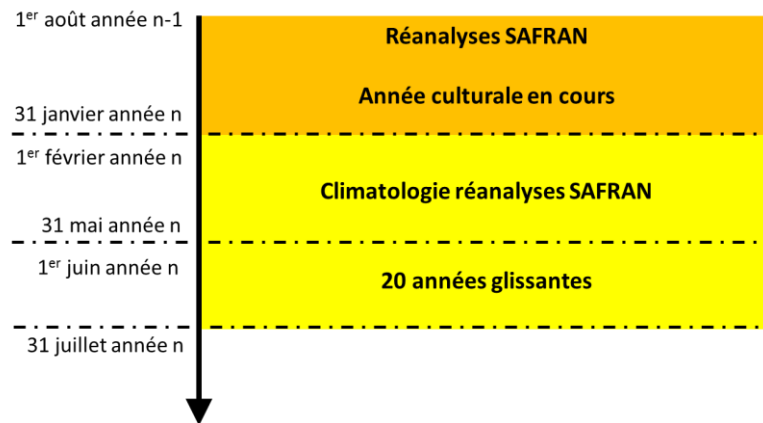 1er août année n-1
Réanalyses SAFRAN
Année culturale en cours
31 janvier année n
1er février année n
Climatologie réanalyses SAFRAN
31 mai année n
1er juin année n
20 années glissantes
31 juillet année n